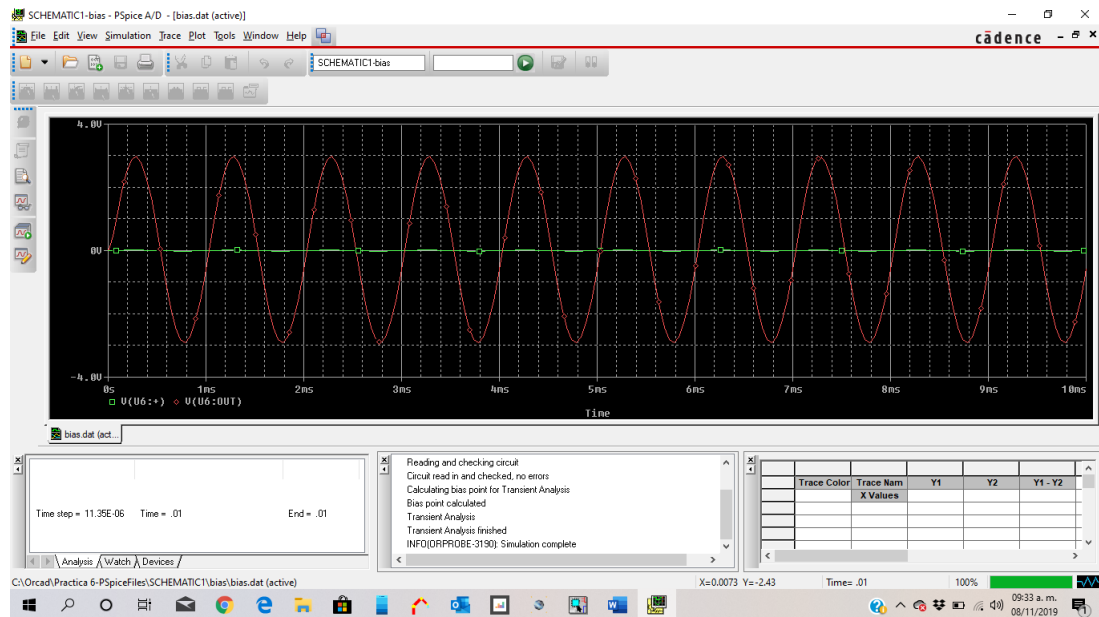 SCHEMATIC1-bias - PSpice A/D - [bias.dat (active)]
File Edit View Simulation Trace Plot Tools Window Help
cādence
SCHEMATIC1-bias
4.0V
0V
-4.0V
0s 1ms 2ms 3ms 4ms 5ms 6ms 7ms 8ms 9ms 10ms
V(U6:+) V(U6:OUT)
Time
bias.dat (act...
Time step = 11.35E-06 Time = .01 End = .01
Analysis Watch Devices
Reading and checking circuit
Circuit read in and checked, no errors
Calculating bias point for Transient Analysis
Bias point calculated
Transient Analysis
Transient Analysis finished
INFO(ORPROBE-3190): Simulation complete
Trace Color Trace Nam Y1 Y2 Y1 - Y2
X Values
C:\Orcad\Practica 6-PSpiceFiles\SCHEMATIC1\bias\bias.dat (active)
X=0.0073 Y=-2.43 Time= .01 100%
09:33 a. m.
08/11/2019